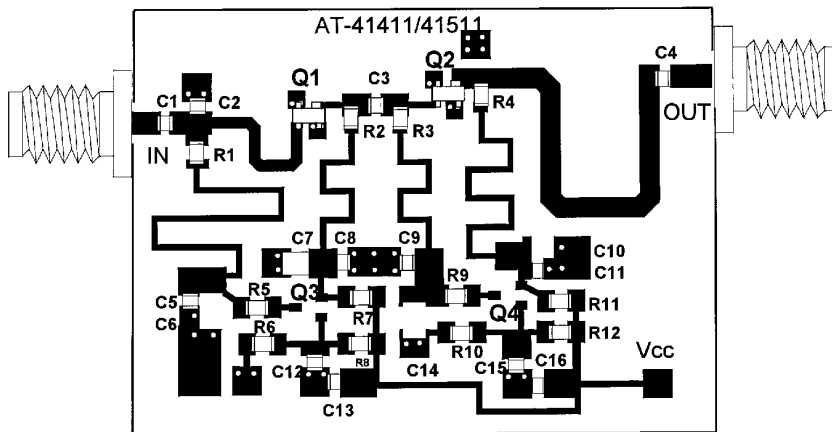 AT-41411/41511
Q1
Q2
C3
C4
C1
C2
R4
R2
R3
OUT
IN
R1
C7
C8
C9
C10
C11
R9
R5
Q3
C5
R7
Q4
R11
C6
R6
R10
R12
R8
C14
Vcc
C12
C15
C16
C13